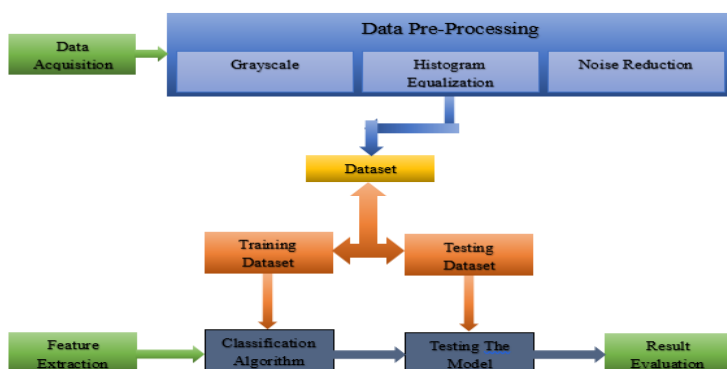 Data
Acquisition
Data Pre-Processing
Grayscale
Histogram
Equalization
Noise Reduction
Dataset
Training
Dataset
Testing
Dataset
Feature
Extraction
Classification
Algorithm
Testing The
Model
Result
Evaluation